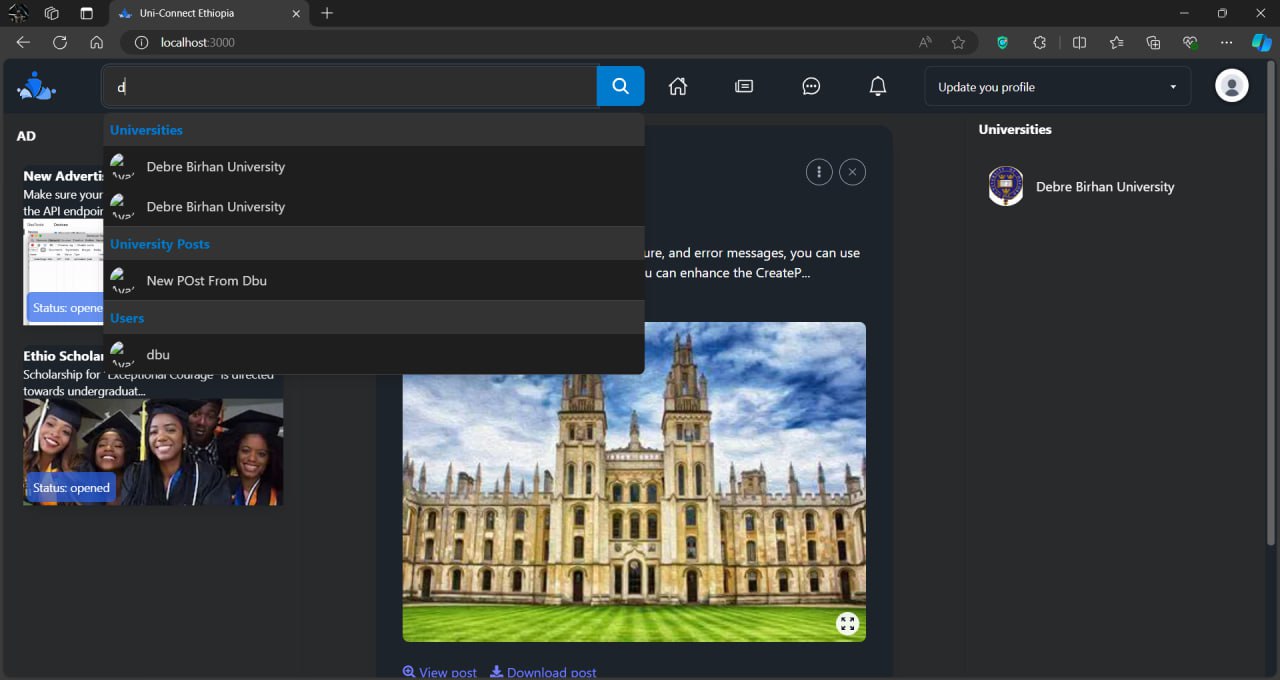 Uni-Connect Ethiopia
localhost:3000
d
Update you profile
AD
New Adverti
Make sure your
the API endpoin
Status: opene
Ethio Scholar
Scholarship for "Exceptional Courage" is directed
towards undergraduat...
Status: opened
Universities
Debre Birhan University
Debre Birhan University
University Posts
New POst From Dbu
Users
dbu
ure, and error messages, you can use
u can enhance the CreateP...
View post
Download post
Universities
Debre Birhan University